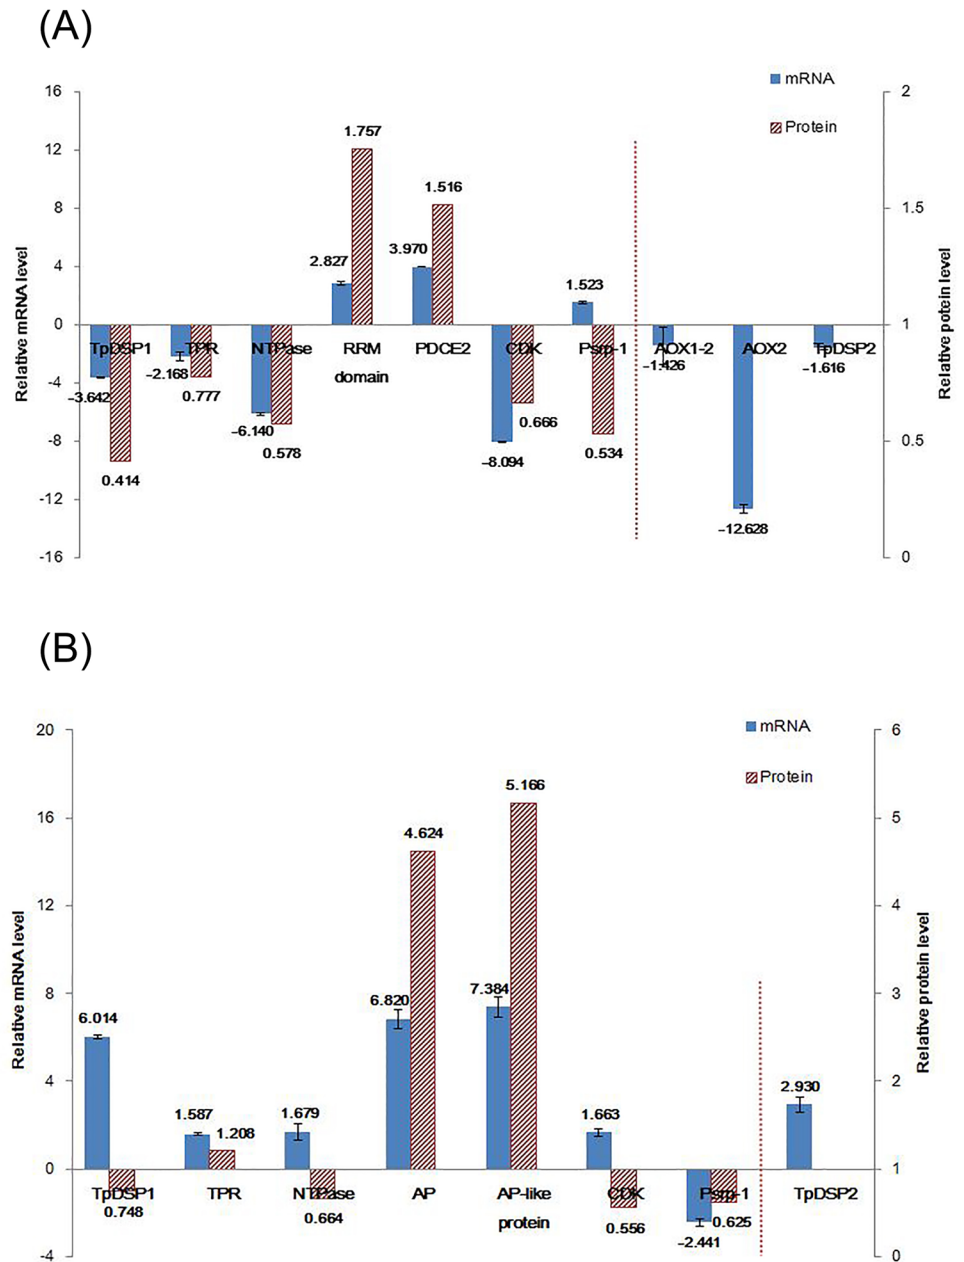 (A)
mRNA
Protein
16
12
8
4
0
-4
-8
-12
-16
2
1.5
1
0.5
0
Relative mRNA level
Relative potein level
1.757
1.516
2.827
3.970
1.523
TpDSP1
TPR
NTPase
RRM
domain
PDCE2
CDK
Psrp-1
AOX1-2
AOX2
TpDSP2
−3.642
−2.168
0.777
−6.140
0.578
0.414
−8.094
0.666
0.534
−1.426
−12.628
−1.616
(B)
mRNA
Protein
20
16
12
8
4
0
-4
6
5
4
3
2
1
0
Relative mRNA level
Relative protein level
5.166
4.624
6.014
6.820
7.384
1.587
1.208
1.679
1.663
2.930
TpDSP1
TPR
NTPase
AP
AP-like
protein
CDK
Psrp-1
TpDSP2
0.748
0.664
0.556
0.625
−2.441